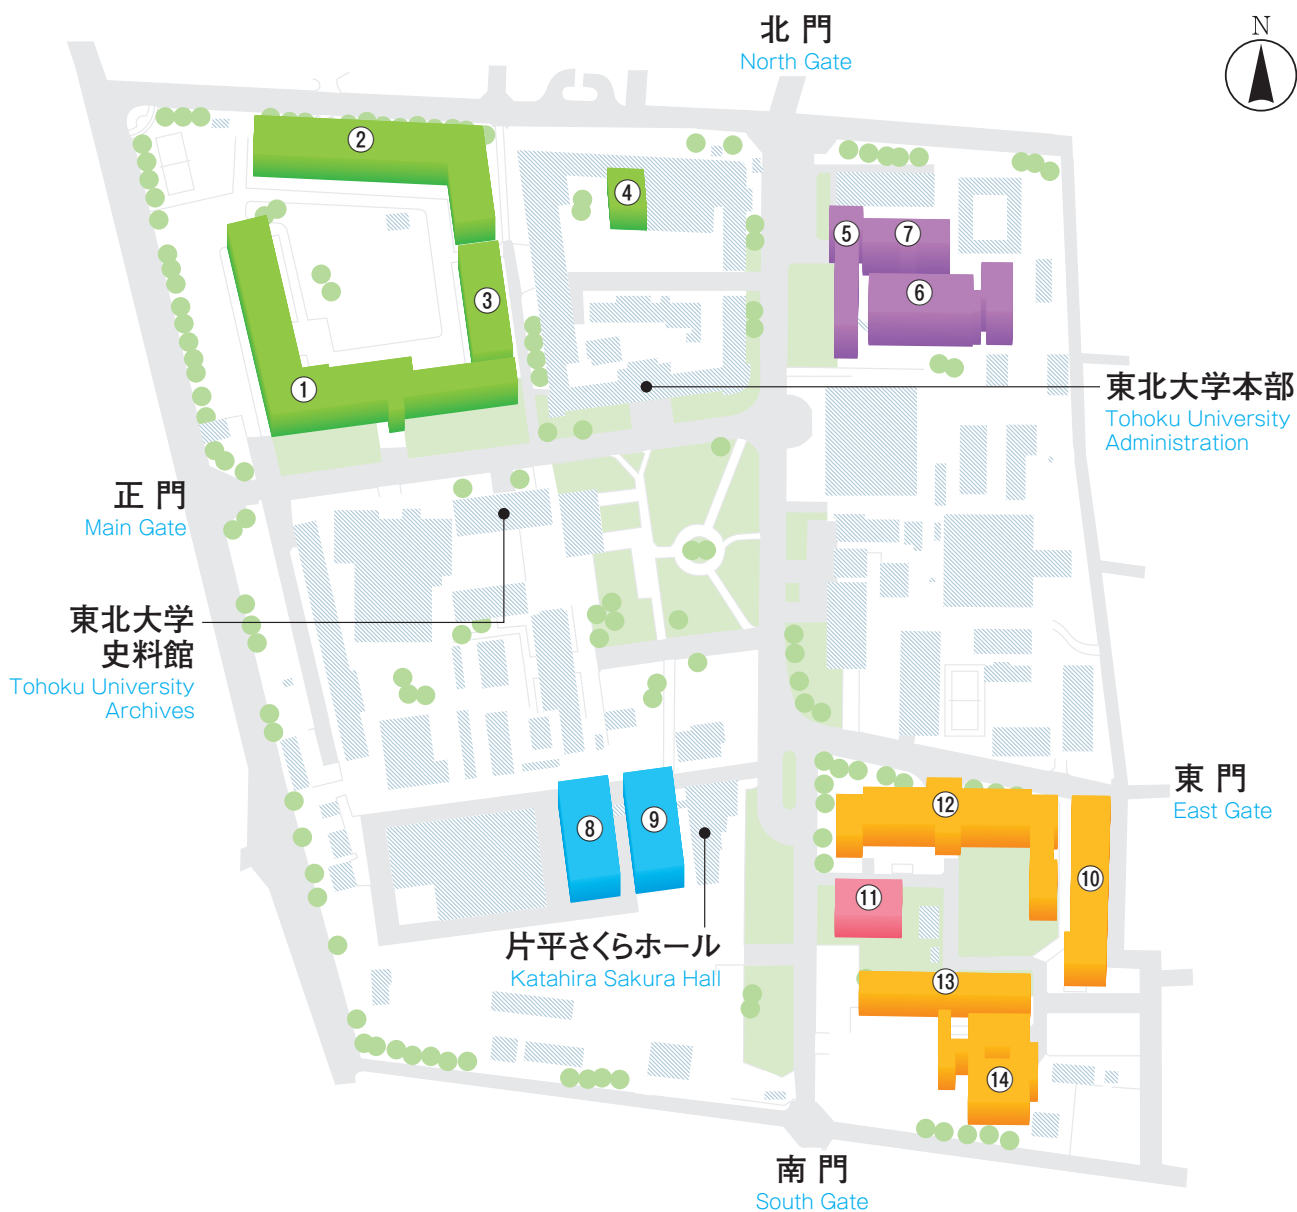 北 門
North Gate
N
②
④
⑤
⑦
⑥
③
①
東北大学本部
Tohoku University
Administration
正 門
Main Gate
東北大学
史料館
Tohoku University
Archives
東 門
East Gate
⑫
⑧
⑨
⑩
⑪
片平さくらホール
Katahira Sakura Hall
⑬
⑭
南 門
South Gate